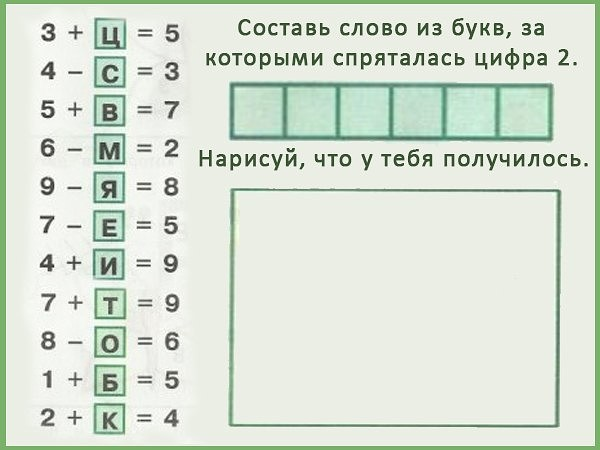 3 + Ц = 5
4 – С = 3
5 + В = 7
6 – М = 2
9 – Я = 8
7 – Е = 5
4 + И = 9
7 + Т = 9
8 – О = 6
1 + Б = 5
2 + К = 4
Составь слово из букв, за
которыми спряталась цифра 2.
Нарисуй, что у тебя получилось.